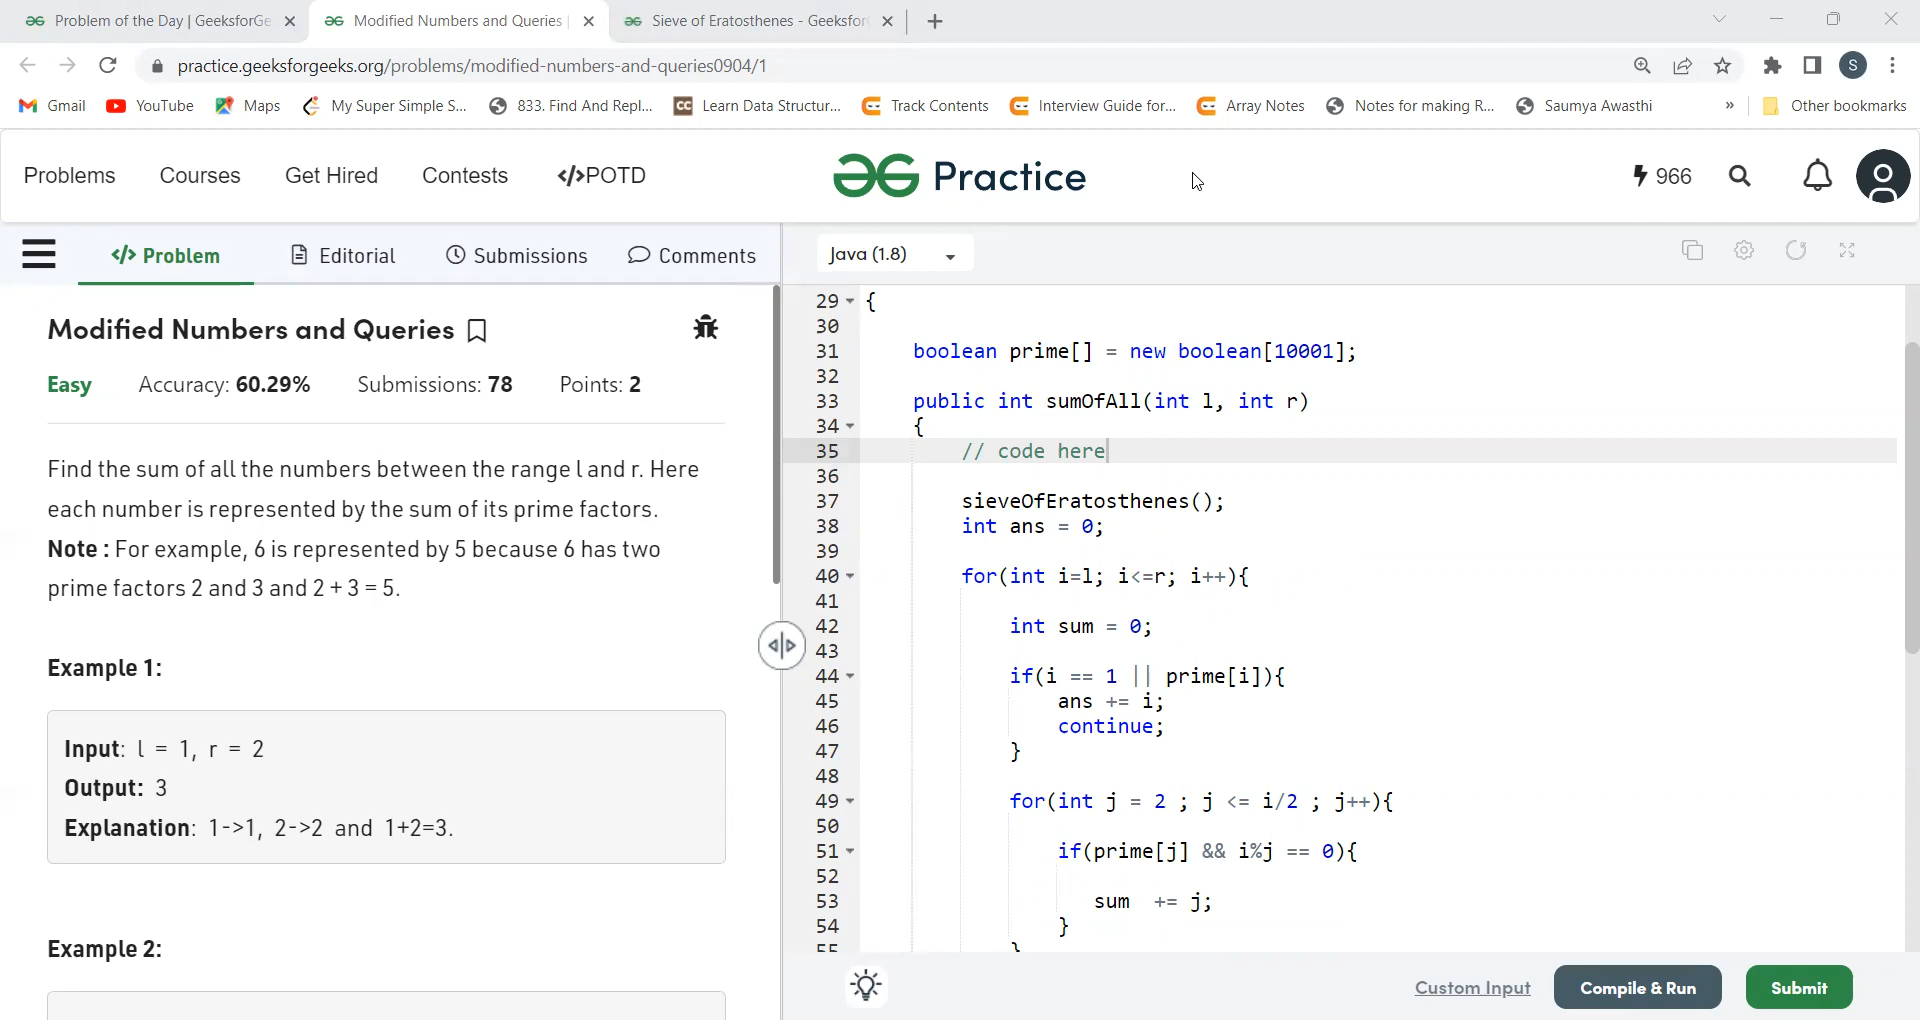 Problem of the Day | GeeksforGe
Modified Numbers and Queries
Sieve of Eratosthenes - Geeksfor
practice.geeksforgeeks.org/problems/modified-numbers-and-queries0904/1
S
Gmail
YouTube
Maps
My Super Simple S...
833. Find And Repl...
CC
Learn Data Structur...
Track Contents
Interview Guide for...
Array Notes
Notes for making R...
Saumya Awasthi
»
Other bookmarks
Problems
Courses
Get Hired
Contests
</>POTD
Practice
966
</> Problem
Editorial
Submissions
Comments
Java (1.8)
Modified Numbers and Queries
Easy Accuracy: 60.29% Submissions: 78 Points: 2
Find the sum of all the numbers between the range l and r. Here
each number is represented by the sum of its prime factors.
Note : For example, 6 is represented by 5 because 6 has two
prime factors 2 and 3 and 2 + 3 = 5.
Example 1:
Input: l = 1, r = 2
Output: 3
Explanation: 1->1, 2->2 and 1+2=3.
Example 2:
29 {
30
31 boolean prime[] = new boolean[10001];
32
33 public int sumOfAll(int l, int r)
34 {
35 // code here
36
37 sieveOfEratosthenes();
38 int ans = 0;
39
40 for(int i=l; i<=r; i++){
41
42 int sum = 0;
43
44 if(i == 1 || prime[i]){
45 ans += i;
46 continue;
47 }
48
49 for(int j = 2 ; j <= i/2 ; j++){
50
51 if(prime[j] && i%j == 0){
52
53 sum += j;
54 }
55 }
Custom Input
Compile & Run
Submit